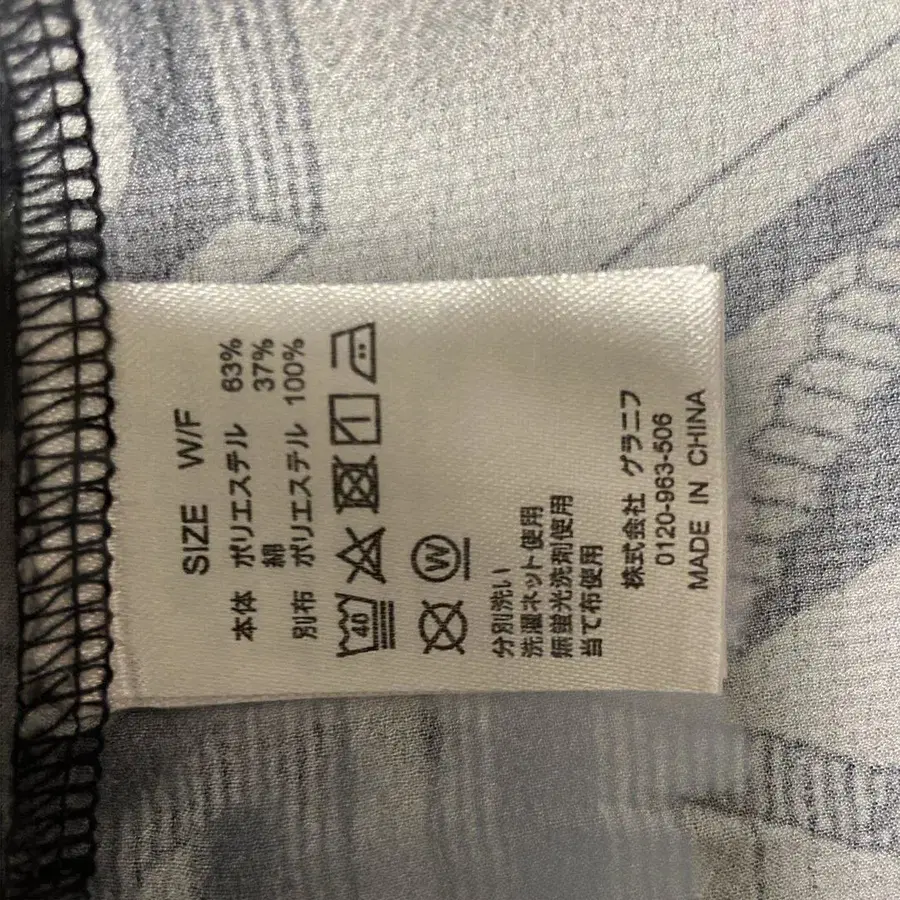 SIZE W/F
本体 ポリエステル 63%
綿 37%
別布 ポリエステル 100%
40
W
分別洗い
洗濯ネット使用
無蛍光洗剤使用
当て布使用
株式会社 グラニフ
0120-963-506
MADE IN CHINA